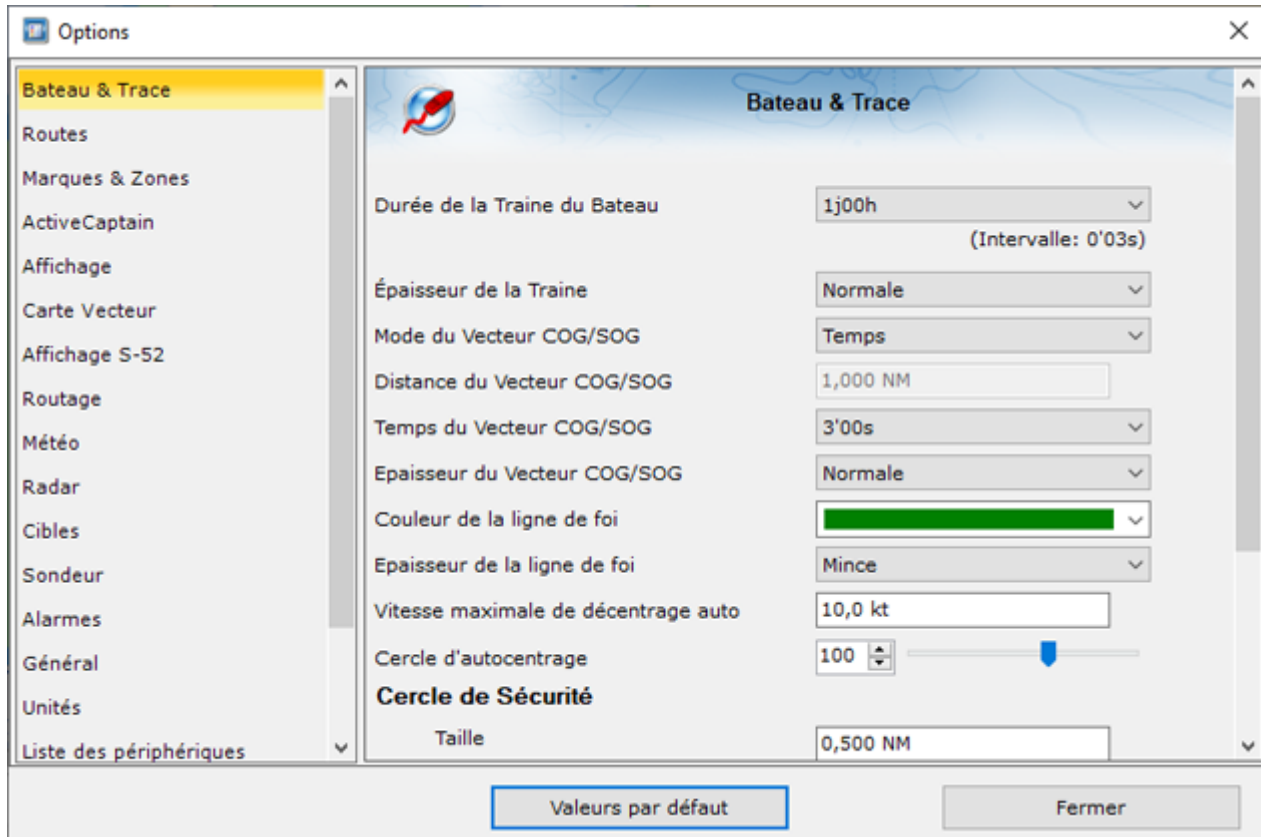 Options
Bateau & Trace
Routes
Marques & Zones
ActiveCaptain
Affichage
Carte Vecteur
Affichage S-52
Routage
Météo
Radar
Cibles
Sondeur
Alarmes
Général
Unités
Liste des périphériques
Bateau & Trace
Durée de la Traine du Bateau 1j00h
(Intervalle: 0'03s)
Épaisseur de la Traine Normale
Mode du Vecteur COG/SOG Temps
Distance du Vecteur COG/SOG 1,000 NM
Temps du Vecteur COG/SOG 3'00s
Epaisseur du Vecteur COG/SOG Normale
Couleur de la ligne de foi
Epaisseur de la ligne de foi Mince
Vitesse maximale de décentrage auto 10,0 kt
Cercle d'autocentrage 100
Cercle de Sécurité
Taille 0,500 NM
Valeurs par défaut Fermer